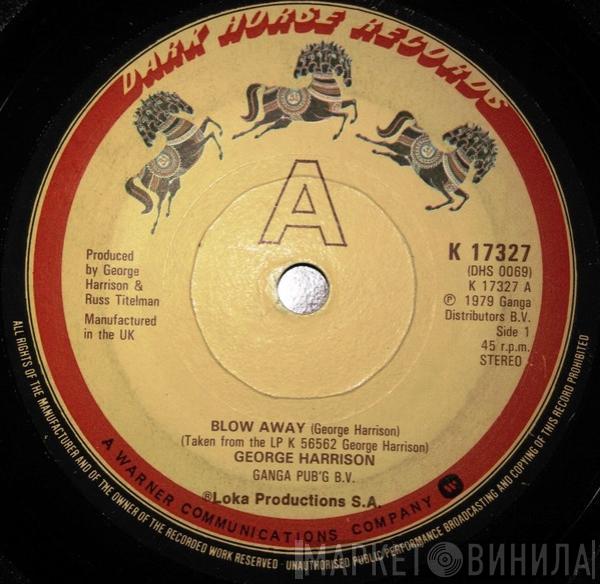 DARK HORSE RECORDS
A
Produced
by George
Harrison &
Russ Titelman
Manufactured
in the UK
K 17327
(DHS 0069)
K 17327 A
℗ 1979 Ganga
Distributors B.V.
Side 1
45 r.p.m.
STEREO
BLOW AWAY (George Harrison)
(Taken from the LP K 56562 George Harrison)
GEORGE HARRISON
GANGA PUB'G B.V.
®Loka Productions S.A.
A WARNER COMMUNICATIONS COMPANY
ALL RIGHTS OF THE MANUFACTURER AND OF THE OWNER OF THE RECORDED WORK RESERVED · UNAUTHORISED PUBLIC PERFORMANCE BROADCASTING AND COPYING OF THIS RECORD PROHIBITED
МАРКЕТ ВИНИЛА